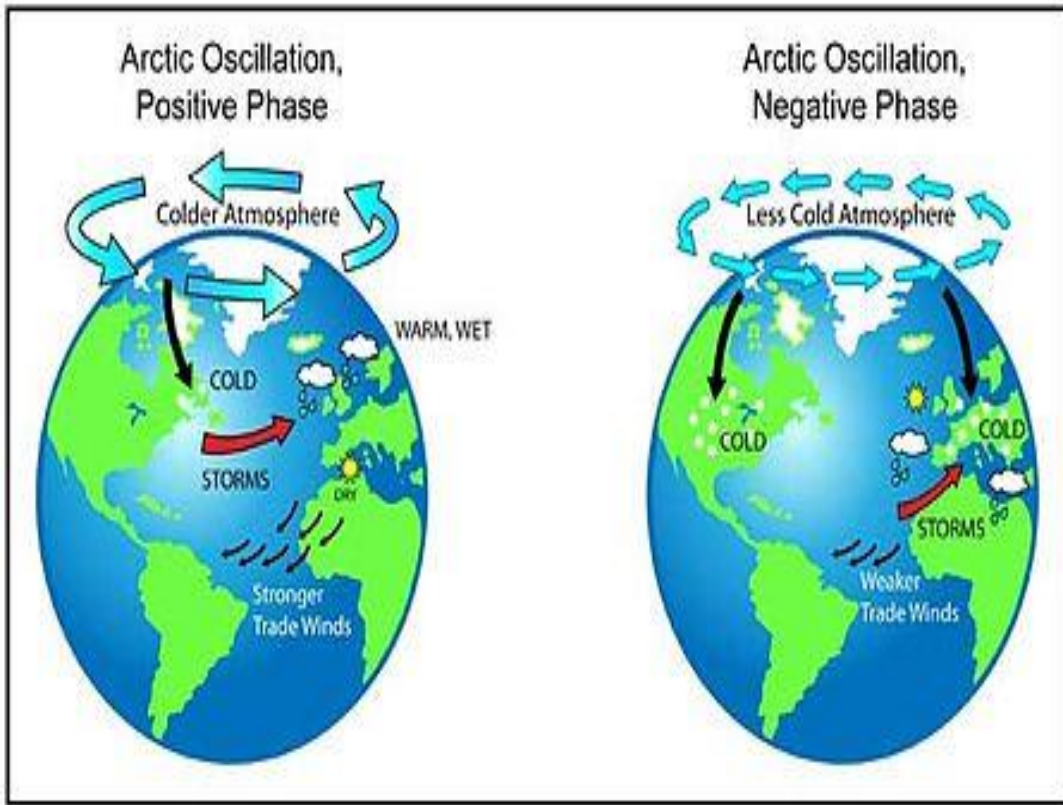 Arctic Oscillation,
Positive Phase
Colder Atmosphere
WARM, WET
COLD
STORMS
DRY
Stronger
Trade Winds
Arctic Oscillation,
Negative Phase
Less Cold Atmosphere
COLD
COLD
STORMS
Weaker
Trade Winds